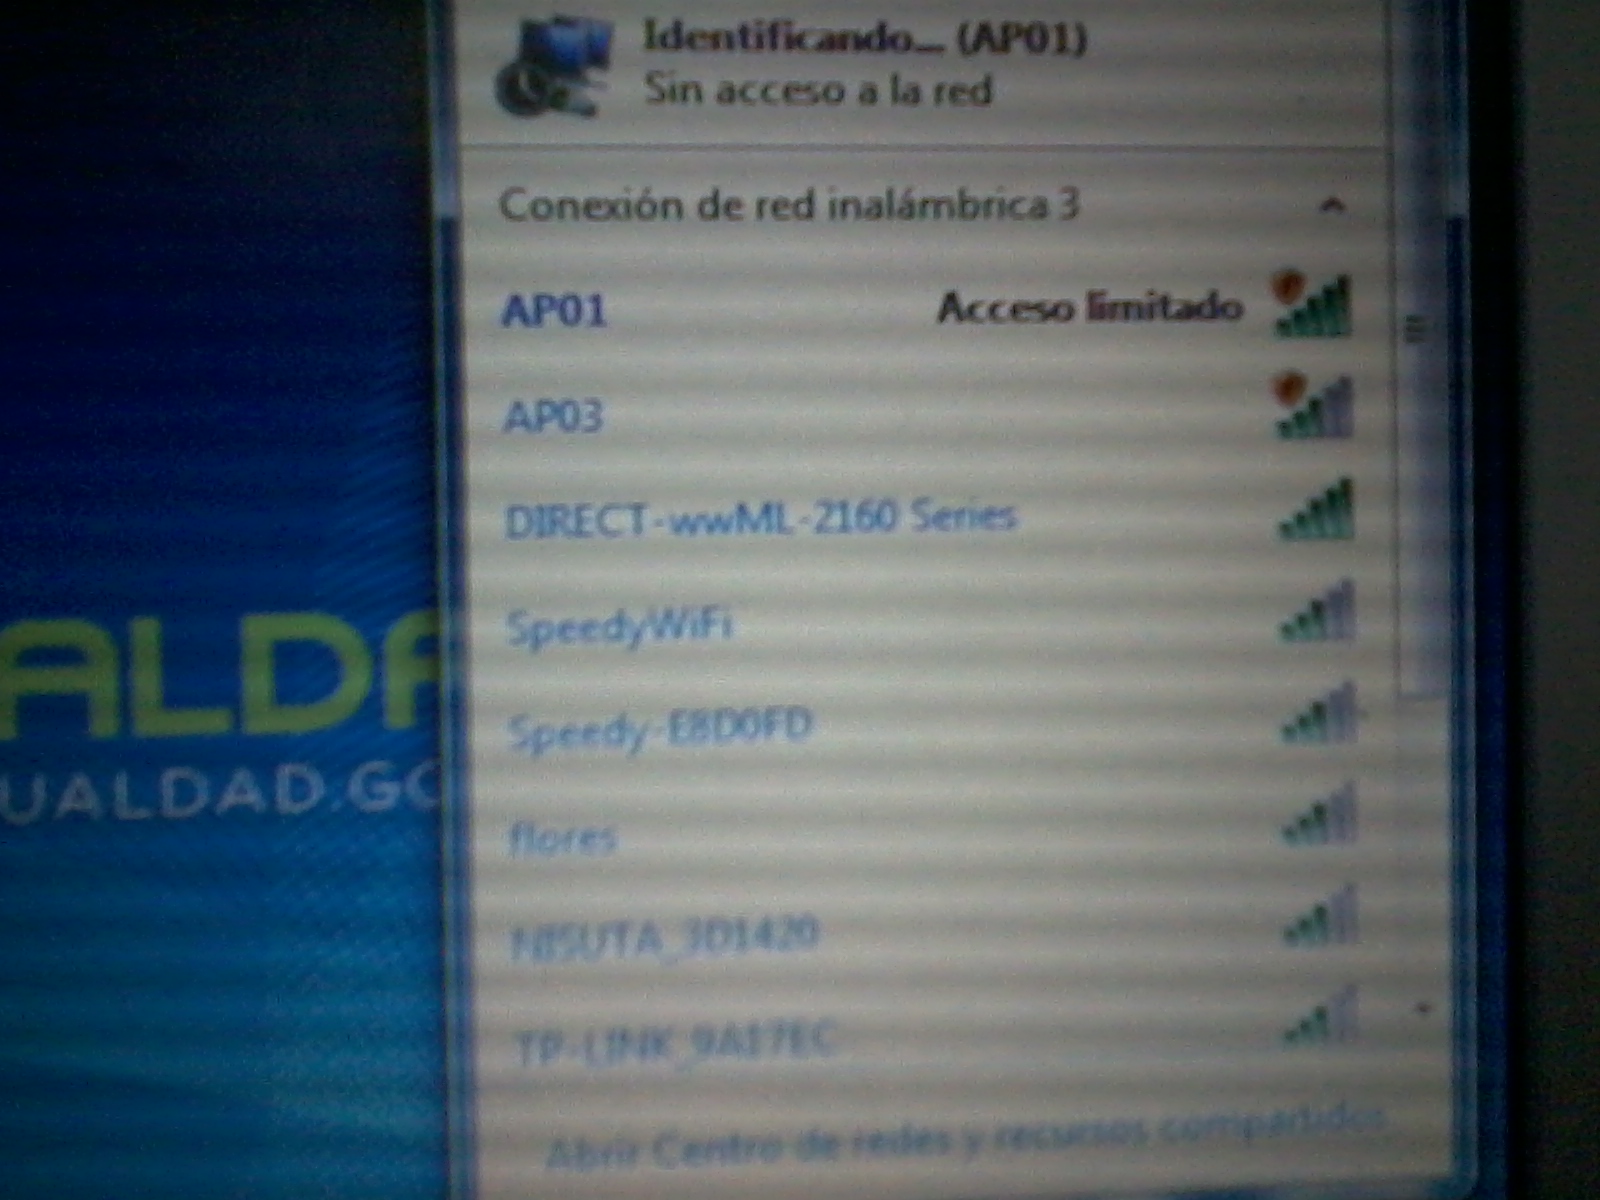 Identificando... (AP01)
Sin acceso a la red
Conexión de red inalámbrica 3
AP01 Acceso limitado
AP03
DIRECT-wwML-2160 Series
SpeedyWiFi
Speedy-E8D0FD
flores
NISUTA_3D1420
TP-LINK_9A17EC
Abrir Centro de redes y recursos compartidos
ALDA
UALDAD.GO